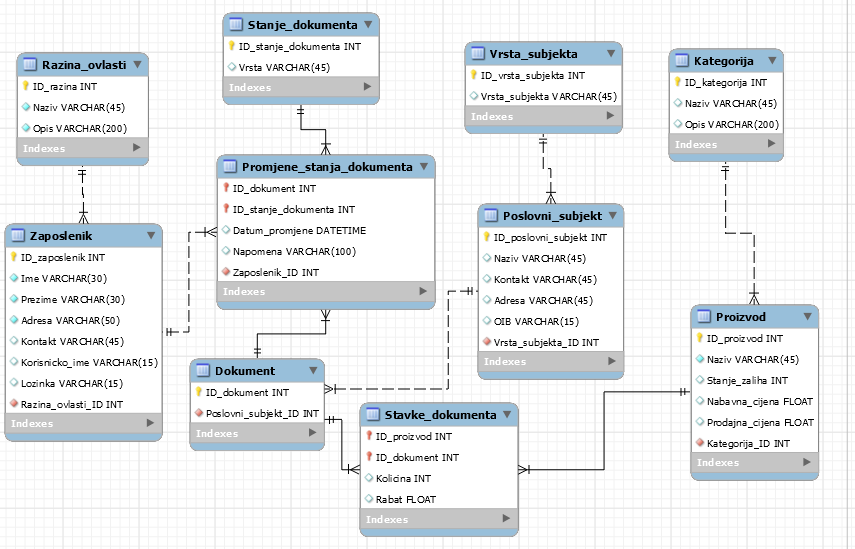 Stanje_dokumenta
ID_stanje_dokumenta INT
Vrsta VARCHAR(45)
Indexes
Razina_ovlasti
ID_razina INT
Naziv VARCHAR(45)
Opis VARCHAR(200)
Indexes
Vrsta_subjekta
ID_vrsta_subjekta INT
Vrsta_subjekta VARCHAR(45)
Indexes
Kategorija
ID_kategorija INT
Naziv VARCHAR(45)
Opis VARCHAR(200)
Indexes
Promjene_stanja_dokumenta
ID_dokument INT
ID_stanje_dokumenta INT
Datum_promjene DATETIME
Napomena VARCHAR(100)
Zaposlenik_ID INT
Indexes
Zaposlenik
ID_zaposlenik INT
Ime VARCHAR(30)
Prezime VARCHAR(30)
Adresa VARCHAR(50)
Kontakt VARCHAR(45)
Korisnicko_ime VARCHAR(15)
Lozinka VARCHAR(15)
Razina_ovlasti_ID INT
Indexes
Poslovni_subjekt
ID_poslovni_subjekt INT
Naziv VARCHAR(45)
Kontakt VARCHAR(45)
Adresa VARCHAR(45)
OIB VARCHAR(15)
Vrsta_subjekta_ID INT
Indexes
Proizvod
ID_proizvod INT
Naziv VARCHAR(45)
Stanje_zaliha INT
Nabavna_cijena FLOAT
Prodajna_cijena FLOAT
Kategorija_ID INT
Indexes
Dokument
ID_dokument INT
Poslovni_subjekt_ID INT
Indexes
Stavke_dokumenta
ID_proizvod INT
ID_dokument INT
Kolicina INT
Rabat FLOAT
Indexes